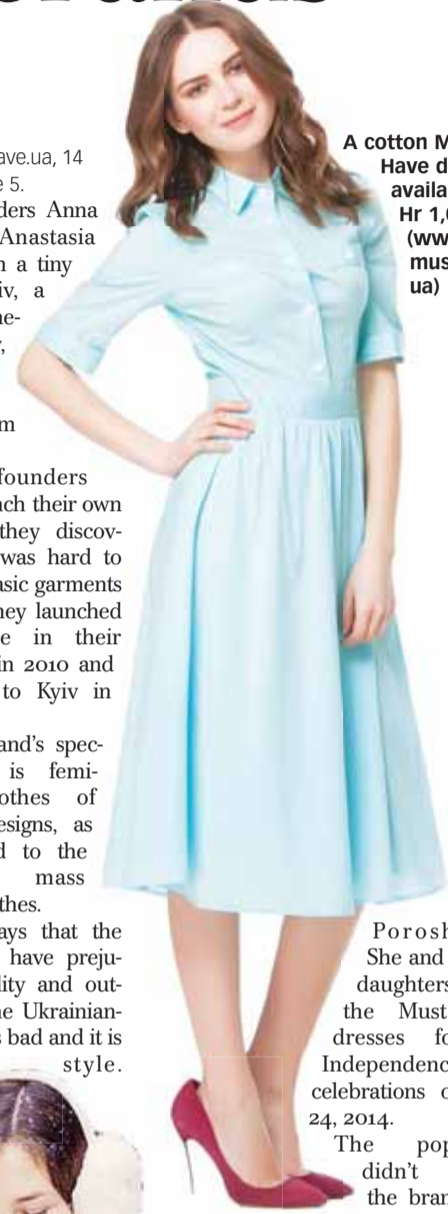 ave.ua, 14
e 5.
ders Anna
Anastasia
n a tiny
iv, a
ne-
,
m
founders
nch their own
they discov-
was hard to
asic garments
hey launched
e in their
in 2010 and
to Kyiv in
and's spec-
is femi-
othes of
esigns, as
d to the
mass
thes.
ays that the
have preju-
lity and out-
he Ukrainian-
s bad and it is
style.
A cotton M
Have d
availa
Hr 1,
(ww
mus
ua)
Porosh
She and
daughters
the Must
dresses fo
Independenc
celebrations o
24, 2014.
The pop
didn't
the bran